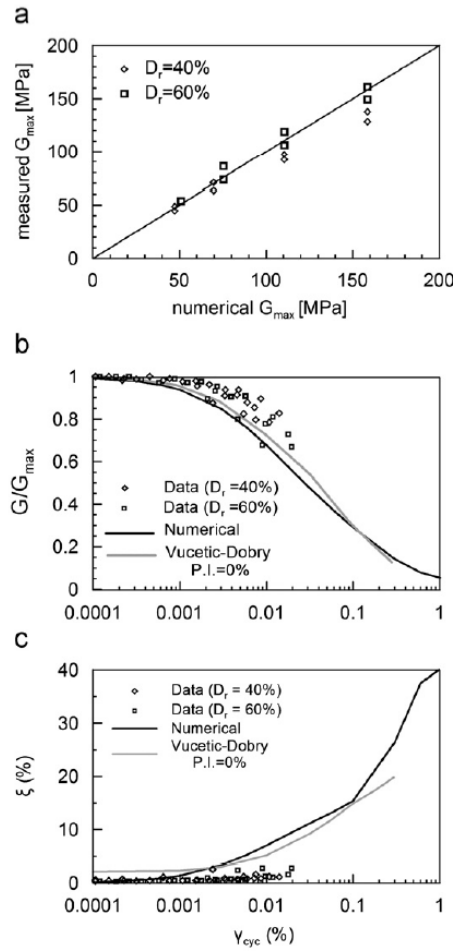 a
200
150
100
50
0
measured G_max [MPa]
D_r=40%
D_r=60%
0 50 100 150 200
numerical G_max [MPa]
b
1
0.8
0.6
0.4
0.2
0
G/G_max
Data (D_r =40%)
Data (D_r =60%)
Numerical
Vucetic-Dobry
P.I.=0%
0.0001 0.001 0.01 0.1 1
c
40
30
20
10
0
ξ (%)
Data (D_r = 40%)
Data (D_r = 60%)
Numerical
Vucetic-Dobry
P.I.=0%
0.0001 0.001 0.01 0.1 1
γ_cyc (%)